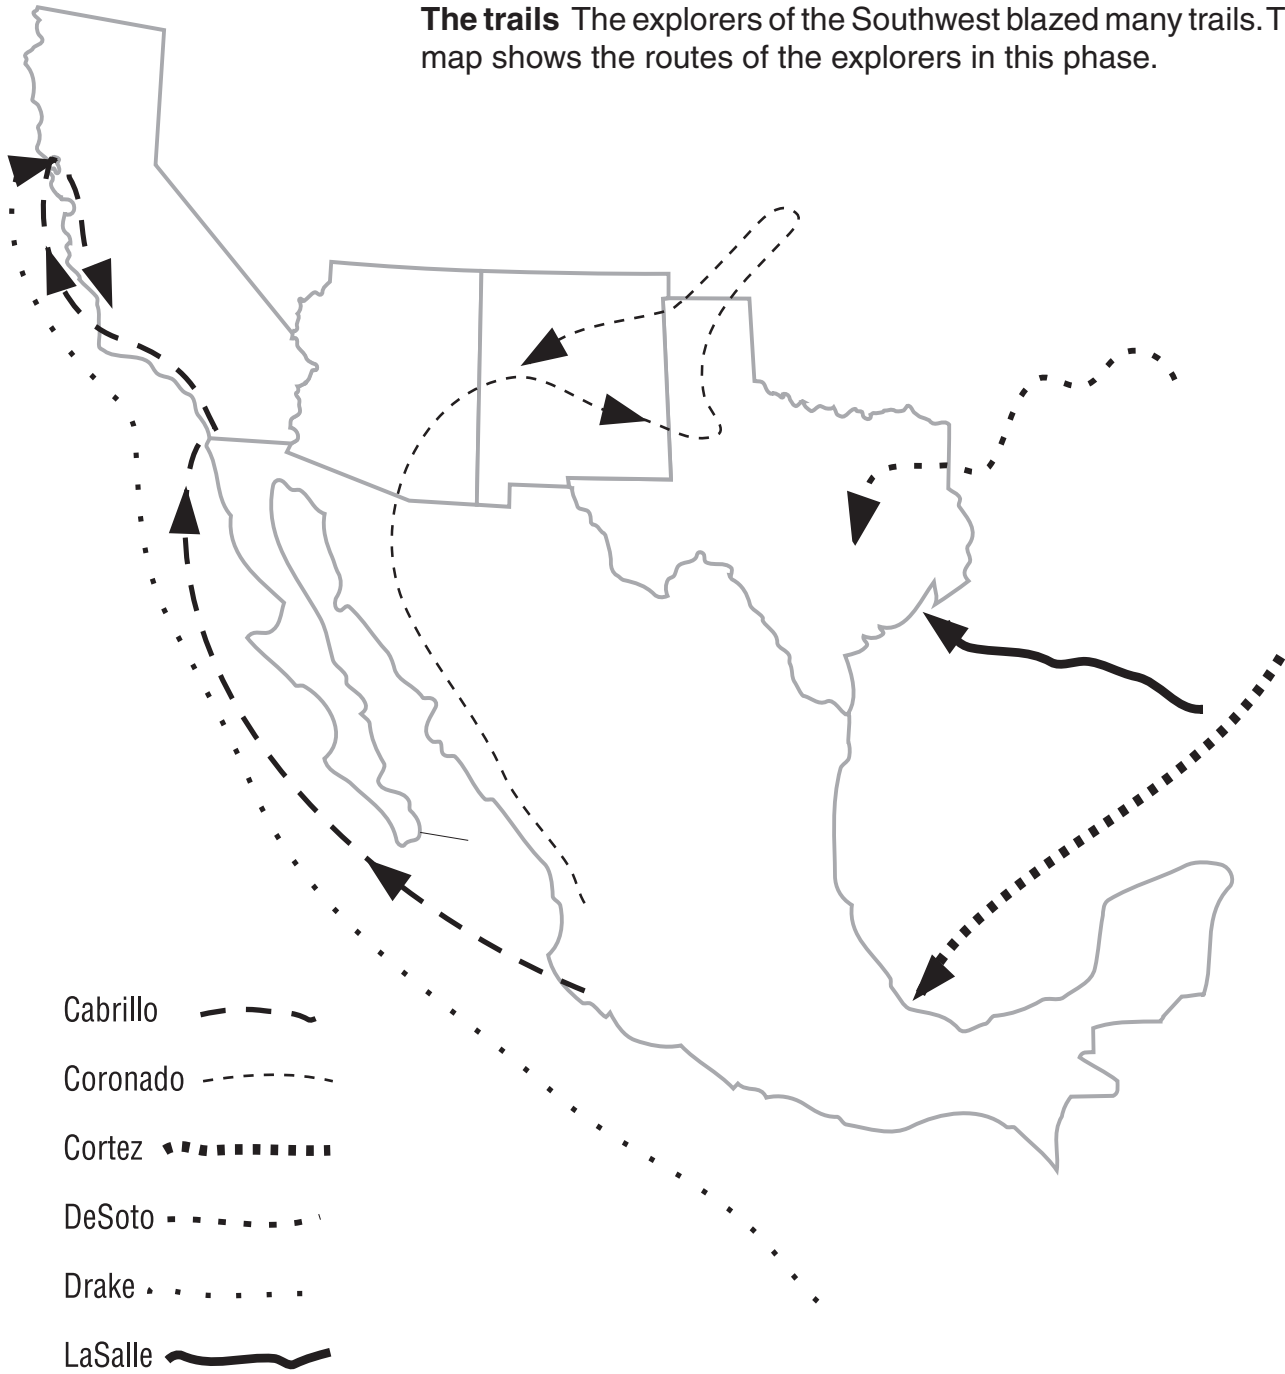 The trails The explorers of the Southwest blazed many trails. T
map shows the routes of the explorers in this phase.
Cabrillo
Coronado
Cortez
DeSoto
Drake
LaSalle